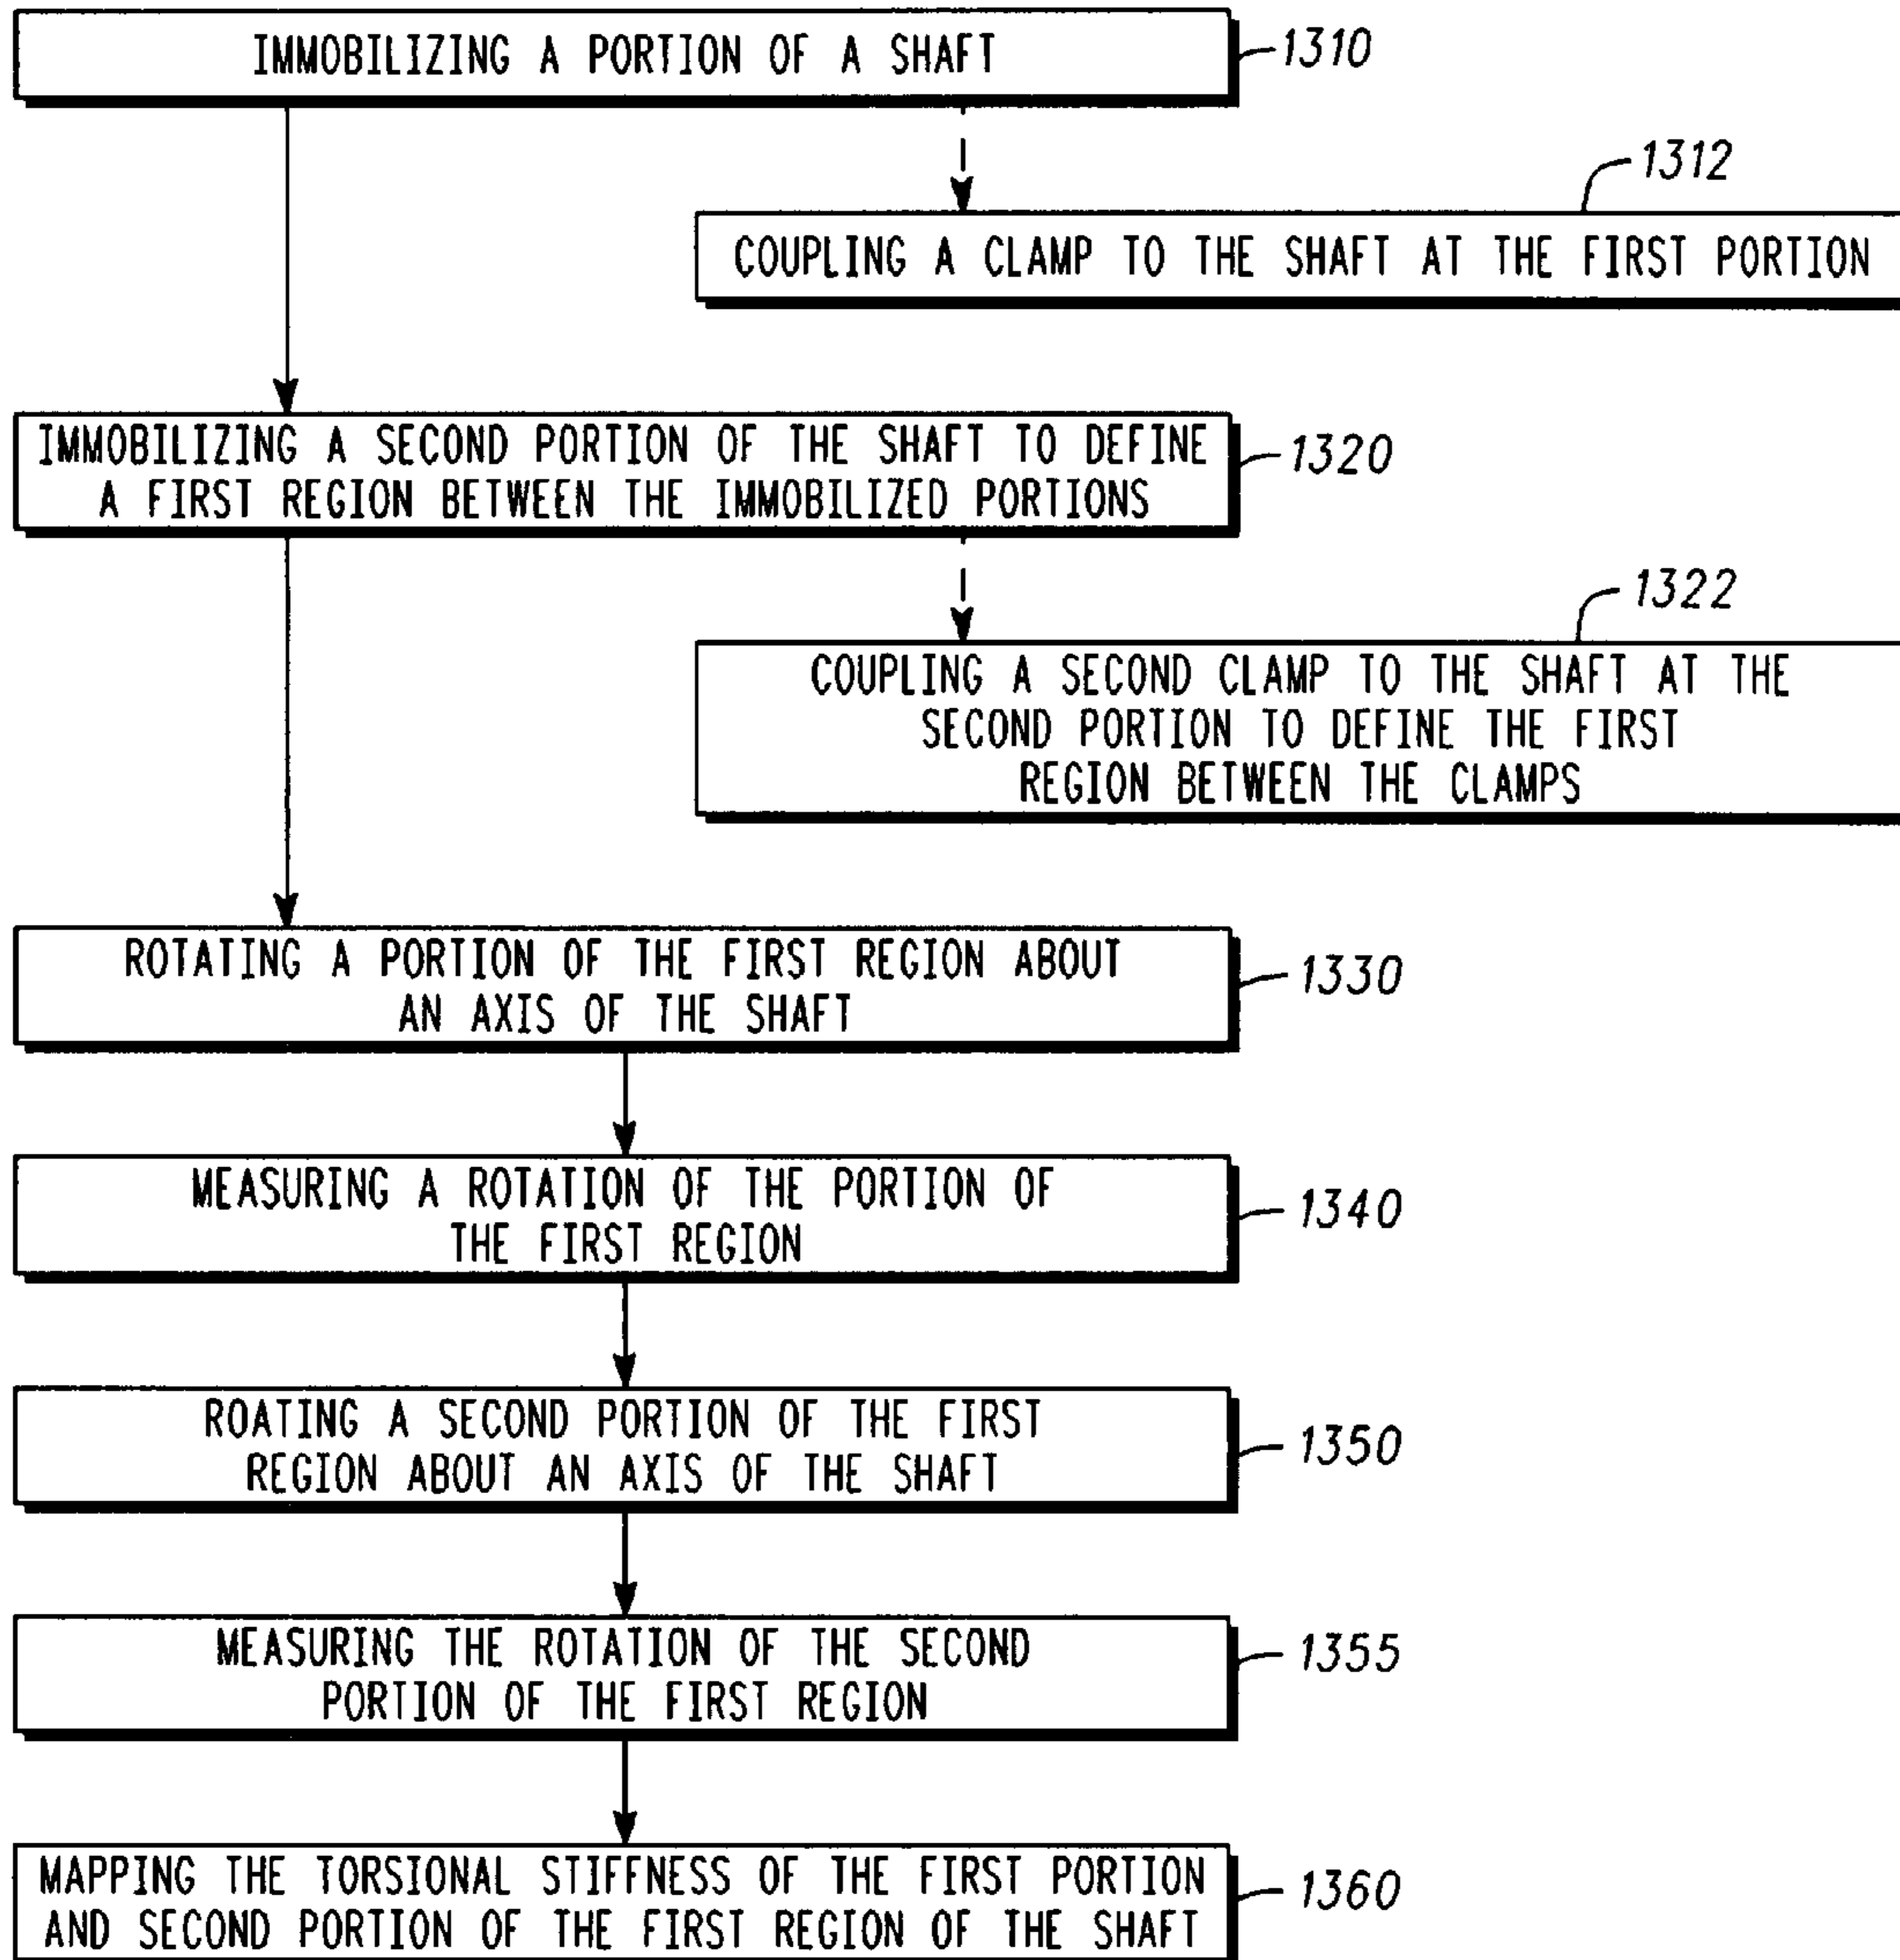 IMMOBILIZING A PORTION OF A SHAFT
1310
1312
COUPLING A CLAMP TO THE SHAFT AT THE FIRST PORTION
IMMOBILIZING A SECOND PORTION OF THE SHAFT TO DEFINE
A FIRST REGION BETWEEN THE IMMOBILIZED PORTIONS
1320
1322
COUPLING A SECOND CLAMP TO THE SHAFT AT THE
SECOND PORTION TO DEFINE THE FIRST
REGION BETWEEN THE CLAMPS
ROTATING A PORTION OF THE FIRST REGION ABOUT
AN AXIS OF THE SHAFT
1330
MEASURING A ROTATION OF THE PORTION OF
THE FIRST REGION
1340
ROATING A SECOND PORTION OF THE FIRST
REGION ABOUT AN AXIS OF THE SHAFT
1350
MEASURING THE ROTATION OF THE SECOND
PORTION OF THE FIRST REGION
1355
MAPPING THE TORSIONAL STIFFNESS OF THE FIRST PORTION
AND SECOND PORTION OF THE FIRST REGION OF THE SHAFT
1360